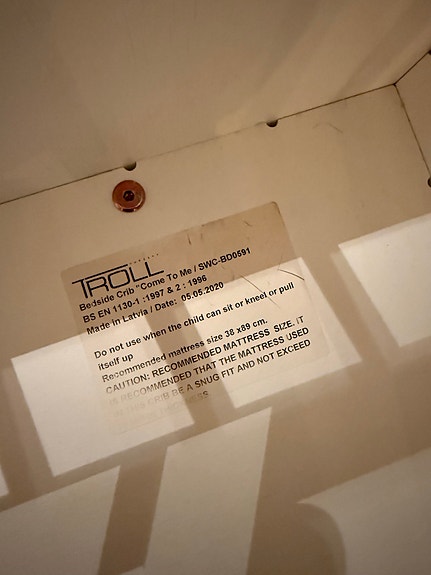 TROLL
Bedside Crib "Come To Me / SWC-BD0591
BS EN 1130-1 :1997 & 2 : 1996
Made in Latvia / Date: 05.05.2020
Do not use when the child can sit or kneel or pull
itself up
Recommended mattress size 38 x89 cm.
CAUTION: RECOMMENDED MATTRESS SIZE. IT
IS RECOMMENDED THAT THE MATTRESS USED
CRIB BE A SNUG FIT AND NOT EXCEED